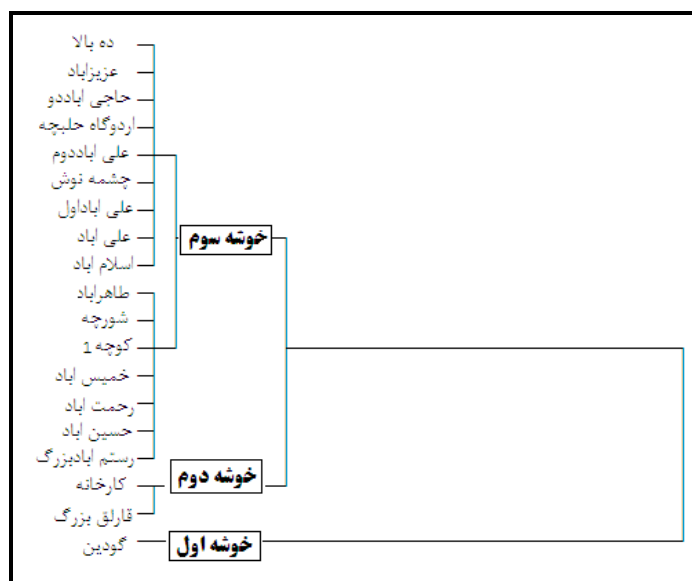 ده بالا
عزیزاباد
حاجی اباددو
اردوگاه حلبچه
علی اباددوم
چشمه نوش
علی اباداول
علی اباد
خوشه سوم
اسلام اباد
طاهراباد
شورچه
کوچه 1
خمیس اباد
رحمت اباد
حسین اباد
رستم ابادبزرگ
خوشه دوم
کارخانه
قارلق بزرگ
خوشه اول
گودین